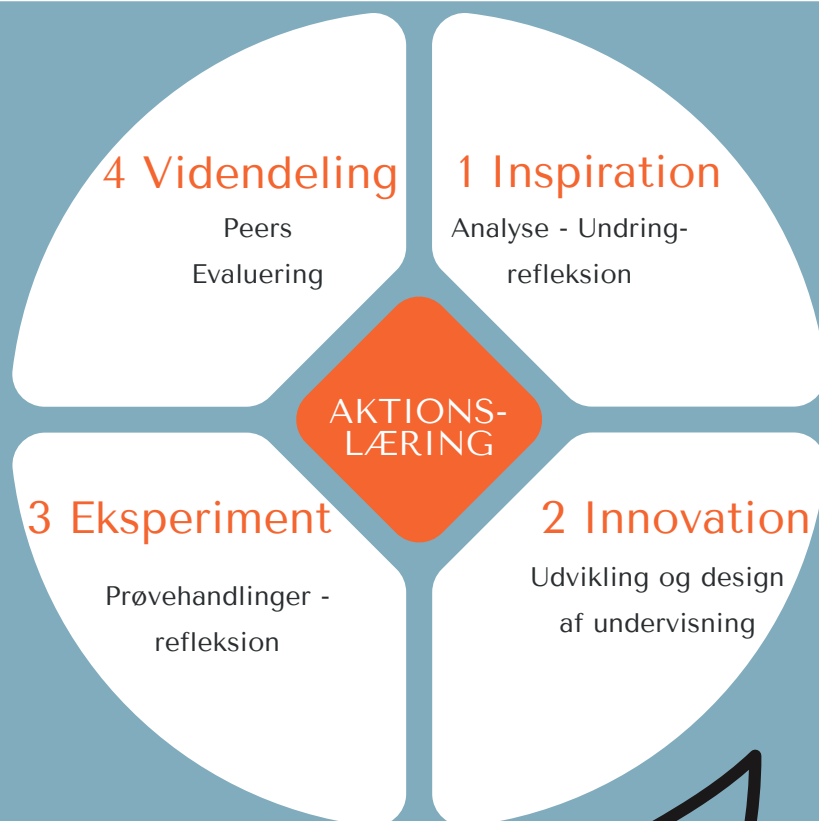 4 Videndeling
Peers
Evaluering
1 Inspiration
Analyse - Undring-
refleksion
AKTIONS-
LÆRING
3 Eksperiment
Prøvehandlinger -
refleksion
2 Innovation
Udvikling og design
af undervisning